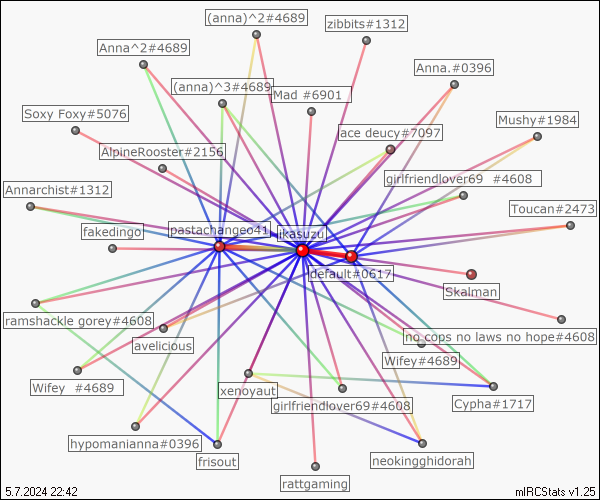 (anna)^2#4689
zibbits#1312
Anna^2#4689
Anna.#0396
(anna)^3#4689
Mad #6901
Soxy Foxy#5076
Mushy#1984
ace deucy#7097
AlpineRooster#2156
girlfriendlover69 #4608
Annarchist#1312
Toucan#2473
pastachangeo41
ikasuzu
fakedingo
default#0617
Skalman
ramshackle gorey#4608
no cops no laws no hope#4608
avelicious
Wifey#4689
Wifey #4689
xenoyaut
Cypha#1717
girlfriendlover69#4608
hypomanianna#0396
frisout
neokingghidorah
rattgaming
5.7.2024 22:42
mIRCStats v1.25